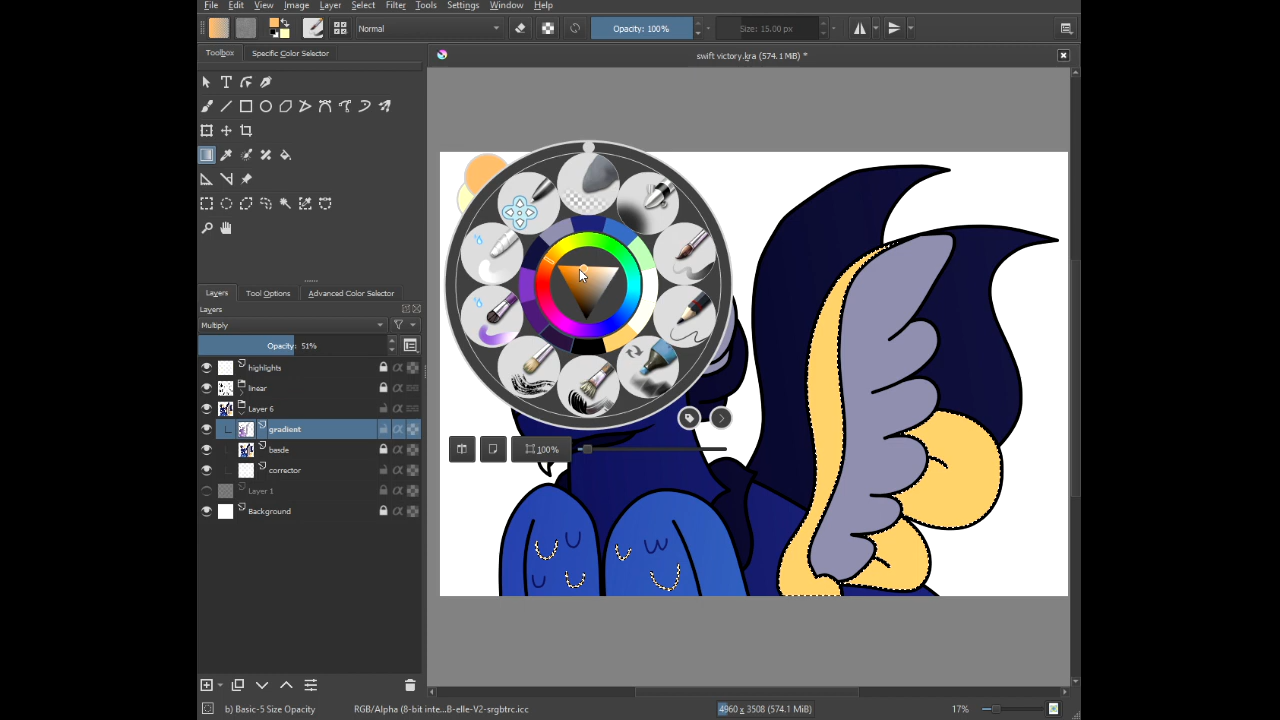 File Edit View Image Layer Select Filter Tools Settings Window Help
Normal Opacity: 100% Size: 15.00 px
Toolbox Specific Color Selector
swift victory.kra (574.1 MiB) *
Layers Tool Options Advanced Color Selector
Layers
Multiply
Opacity: 51%
highlights
linear
Layer 6
gradient
basde
corrector
Layer 1
Background
100%
b) Basic-5 Size Opacity RGB/Alpha (8-bit inte...B-elle-V2-srgbtrc.icc 4960 x 3508 (574.1 MiB) 17%